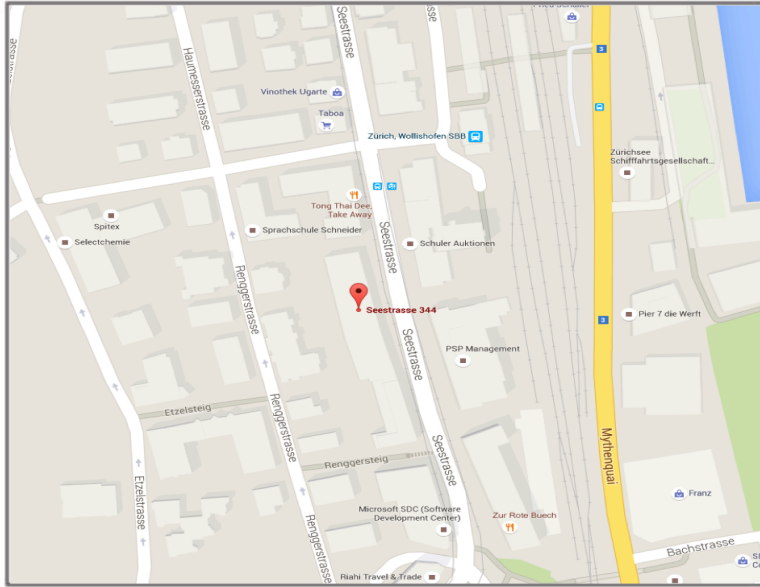 Haumesserstrasse
Seestrasse
Vinothek Ugarte
Taboa
Zürich, Wollishofen SBB
3
Zürichsee
Schifffahrtsgesellschaft...
Tong Thai Dee,
Take Away
Spitex
Selectchemie
Sprachschule Schneider
Schuler Auktionen
Seestrasse
Renggerstrasse
Seestrasse 344
3
Pier 7 die Werft
PSP Management
Seestrasse
Renggerstrasse
Etzelsteig
Renggersteig
Seestrasse
Mythenquai
Etzelstrasse
Renggerstrasse
Microsoft SDC (Software
Development Center)
Zur Rote Buech
Franz
Bachstrasse
Riahi Travel & Trade